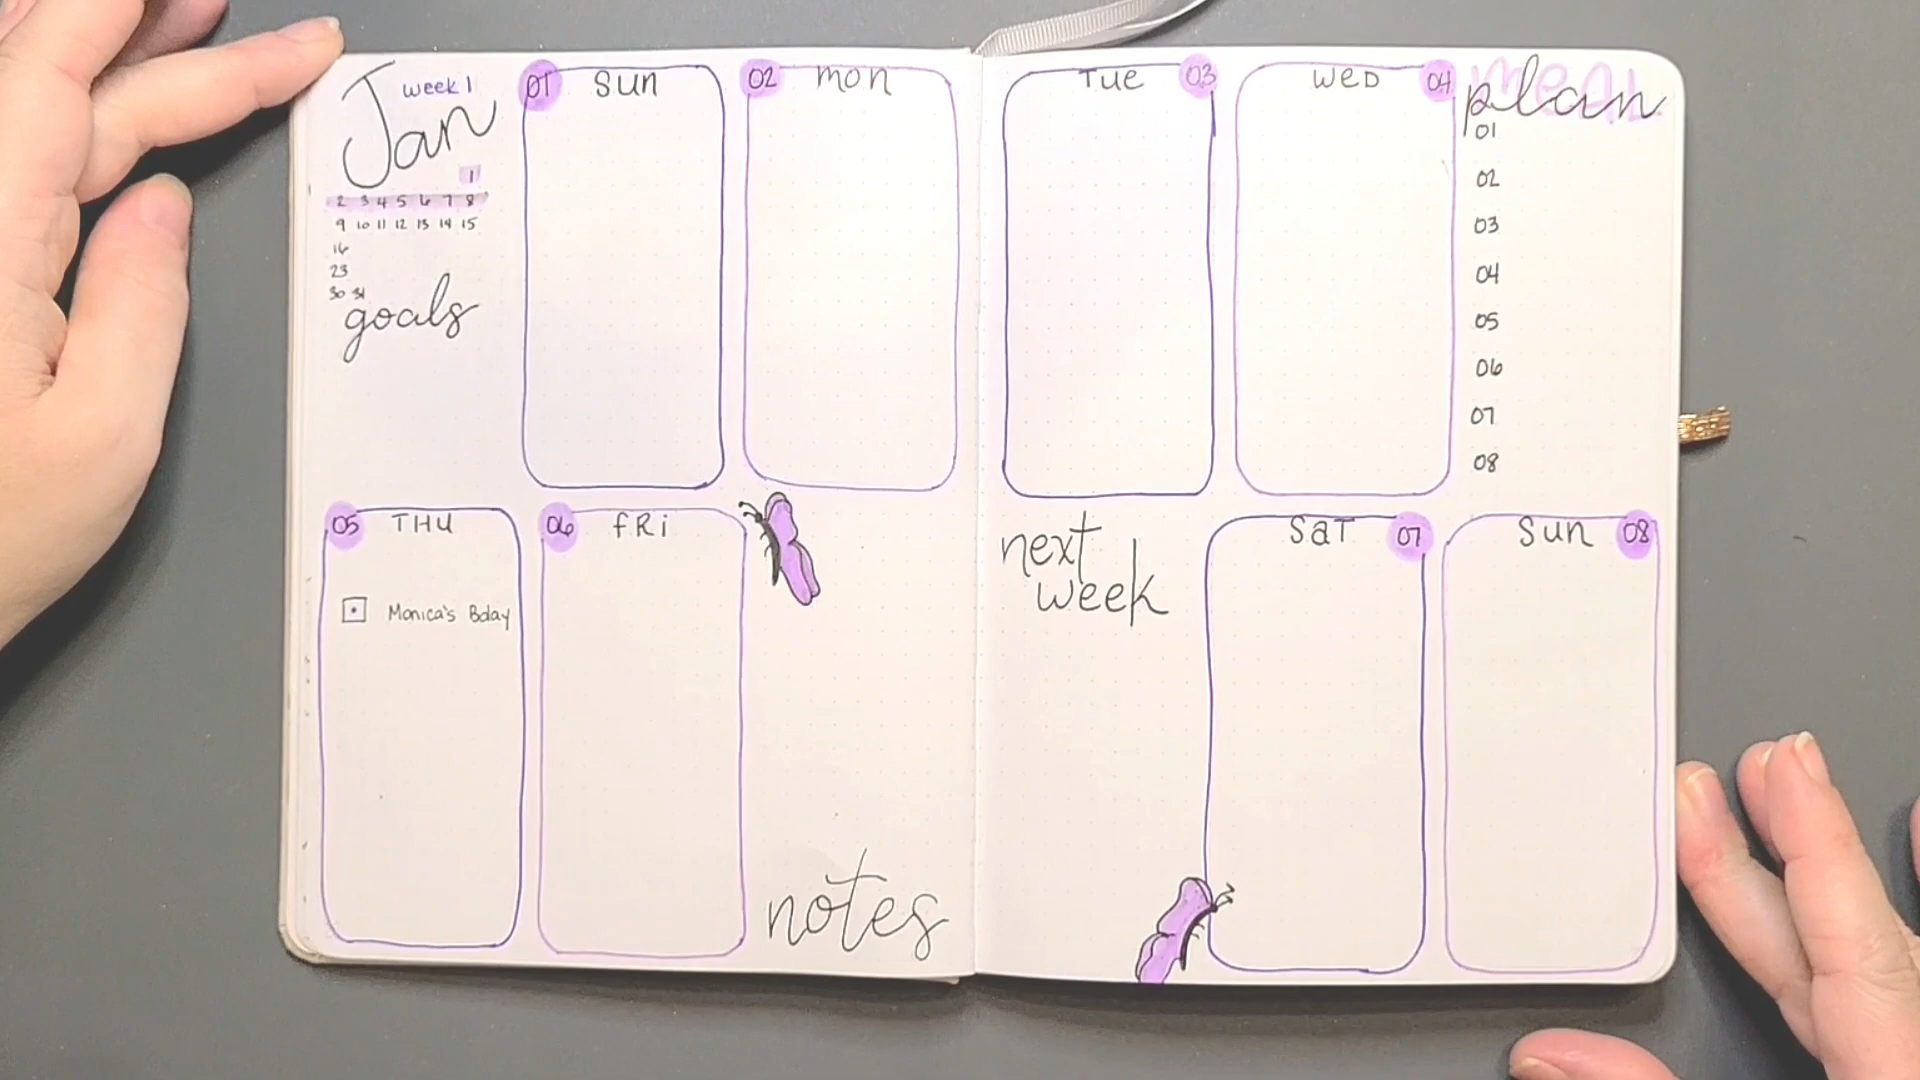 Jan
week 1
1
2 3 4 5 6 7 8
9 10 11 12 13 14 15
16
23
30 31
goals
01 Sun
02 mon
Tue 03
WeD 04
meal
plan
01
02
03
04
05
06
07
08
05 THU
Monica's Bday
06 fRi
notes
next
week
SaT 07
Sun 08